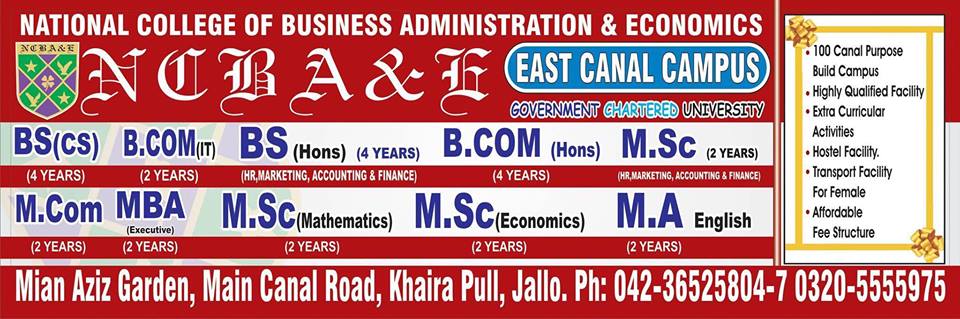 NATIONAL COLLEGE OF BUSINESS ADMINISTRATION & ECONOMICS
NCBA&E
NCBA&E
EAST CANAL CAMPUS
GOVERNMENT CHARTERED UNIVERSITY
BS(CS) B.COM(IT) BS (Hons) (4 YEARS) B.COM (Hons) M.Sc (2 YEARS)
(4 YEARS) (2 YEARS) (HR,MARKETING, ACCOUNTING & FINANCE) (4 YEARS) (HR,MARKETING, ACCOUNTING & FINANCE)
M.Com MBA (Executive) M.Sc(Mathematics) M.Sc(Economics) M.A English
(2 YEARS) (2 YEARS) (2 YEARS) (2 YEARS) (2 YEARS)
• 100 Canal Purpose
Build Campus
• Highly Qualified Facility
• Extra Curricular
Activities
• Hostel Facility.
• Transport Facility
For Female
• Affordable
Fee Structure
Mian Aziz Garden, Main Canal Road, Khaira Pull, Jallo. Ph: 042-36525804-7 0320-5555975